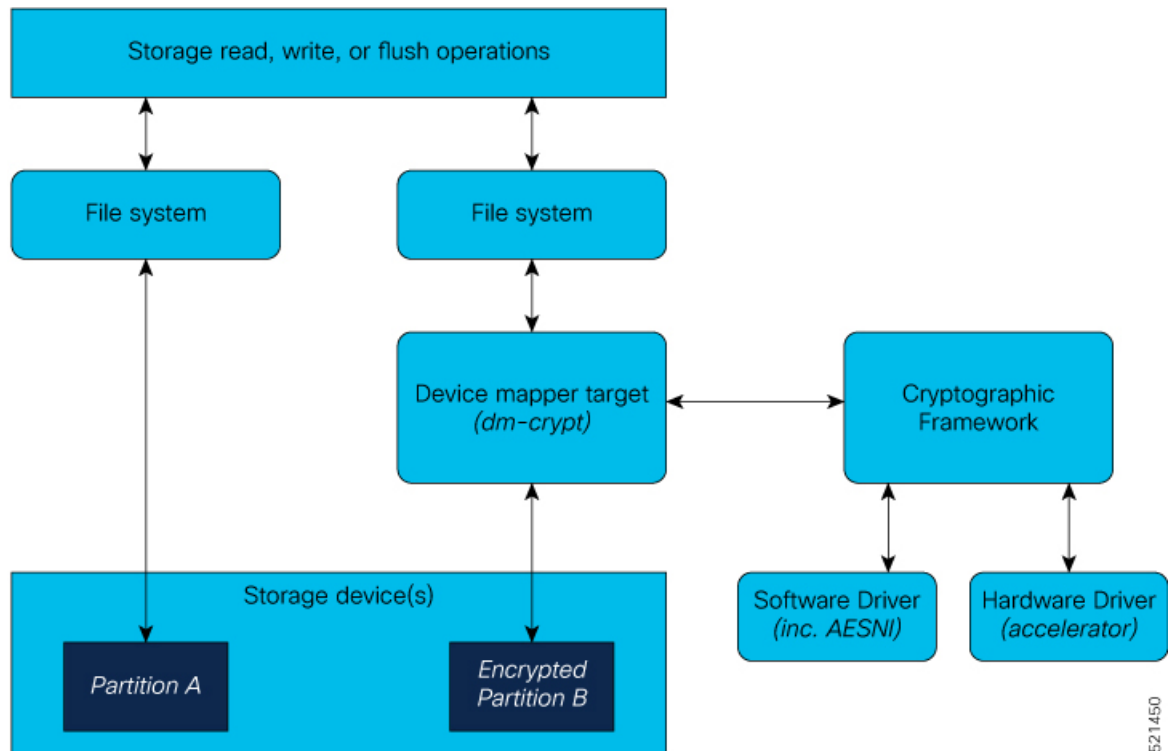 Storage read, write, or flush operations
File system
File system
Device mapper target
(dm-crypt)
Cryptographic
Framework
Storage device(s)
Software Driver
(inc. AESNI)
Hardware Driver
(accelerator)
Partition A
Encrypted
Partition B
521450